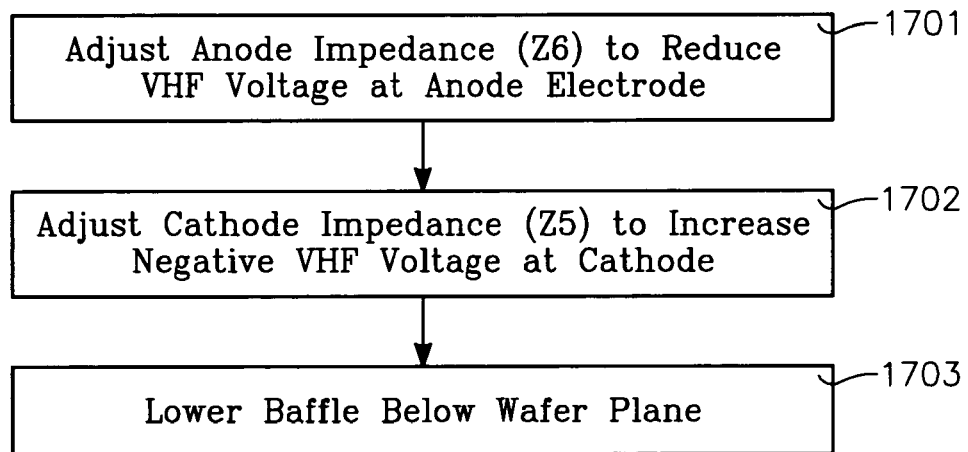 Adjust Anode Impedance (Z6) to Reduce
VHF Voltage at Anode Electrode
1701
Adjust Cathode Impedance (Z5) to Increase
Negative VHF Voltage at Cathode
1702
Lower Baffle Below Wafer Plane
1703